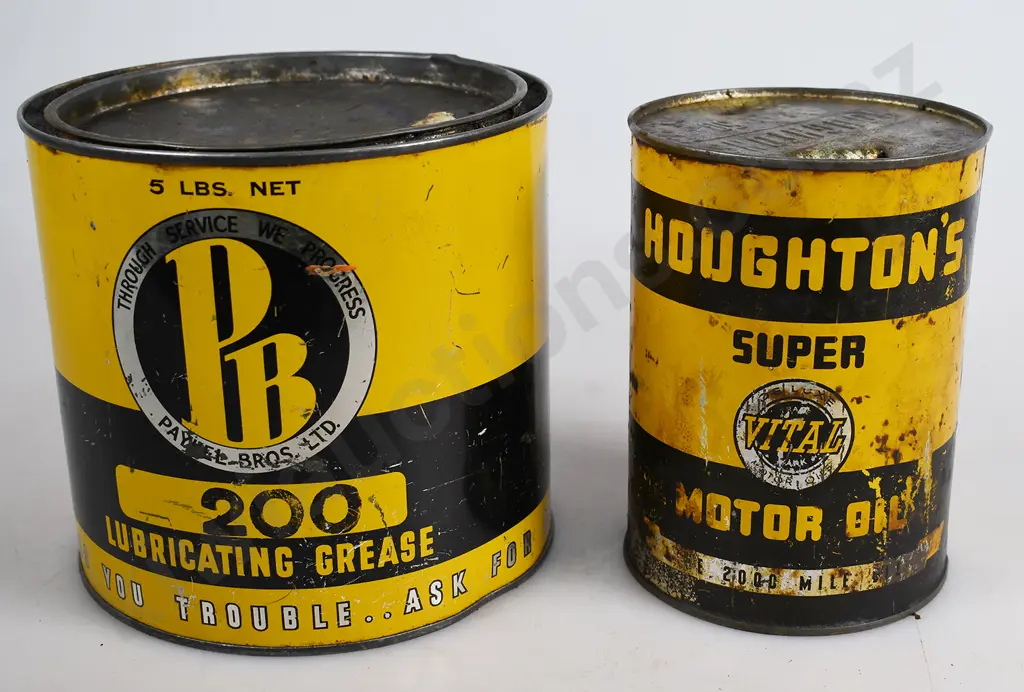 5 LBS. NET
THROUGH SERVICE WE PROGRESS
PB
BROS. LTD.
200
LUBRICATING GREASE
YOU TROUBLE.. ASK FOR
HOUGHTON'S
SUPER
VITAL
MOTOR OIL
2000 MILE